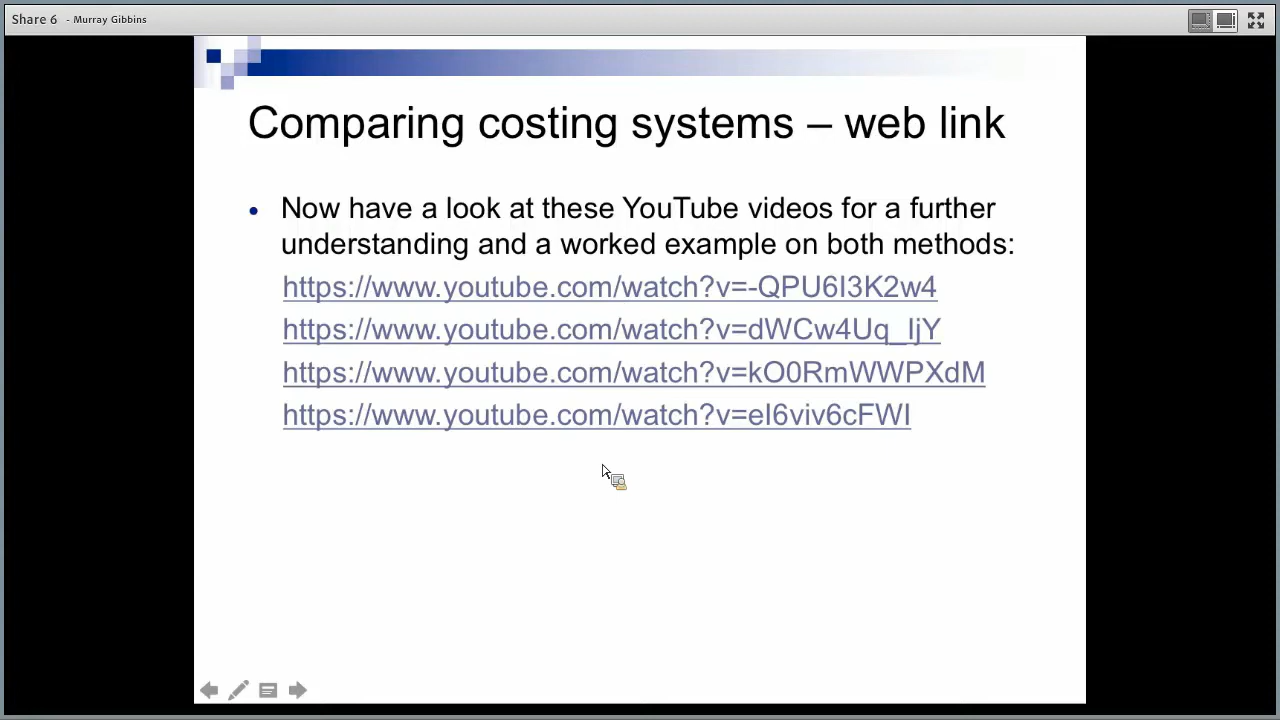 Share 6 - Murray Gibbins
Comparing costing systems – web link
• Now have a look at these YouTube videos for a further
understanding and a worked example on both methods:
https://www.youtube.com/watch?v=-QPU6I3K2w4
https://www.youtube.com/watch?v=dWCw4Uq_IjY
https://www.youtube.com/watch?v=kO0RmWWPXdM
https://www.youtube.com/watch?v=eI6viv6cFWI